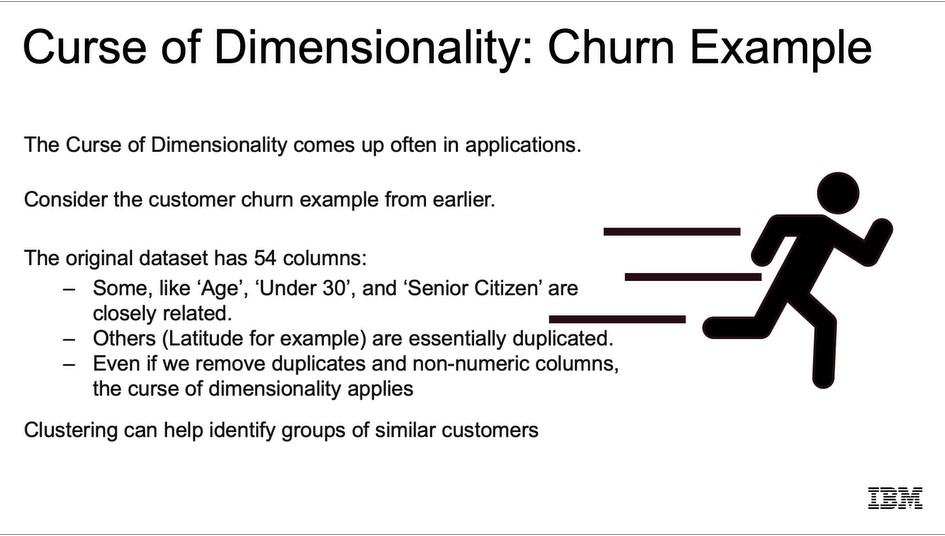 Curse of Dimensionality: Churn Example
The Curse of Dimensionality comes up often in applications.
Consider the customer churn example from earlier.
The original dataset has 54 columns:
– Some, like ‘Age’, ‘Under 30’, and ‘Senior Citizen’ are
closely related.
– Others (Latitude for example) are essentially duplicated.
– Even if we remove duplicates and non-numeric columns,
the curse of dimensionality applies
Clustering can help identify groups of similar customers
IBM